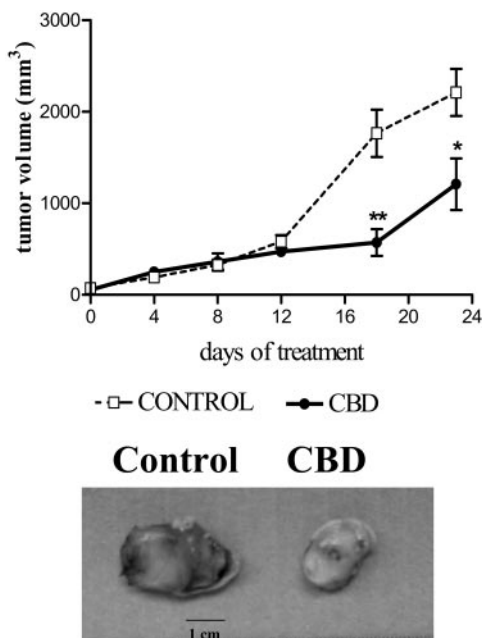 3000
2000
1000
0
tumor volume (mm³)
*
**
0 4 8 12 16 20 24
days of treatment
CONTROL CBD
Control CBD
1 cm